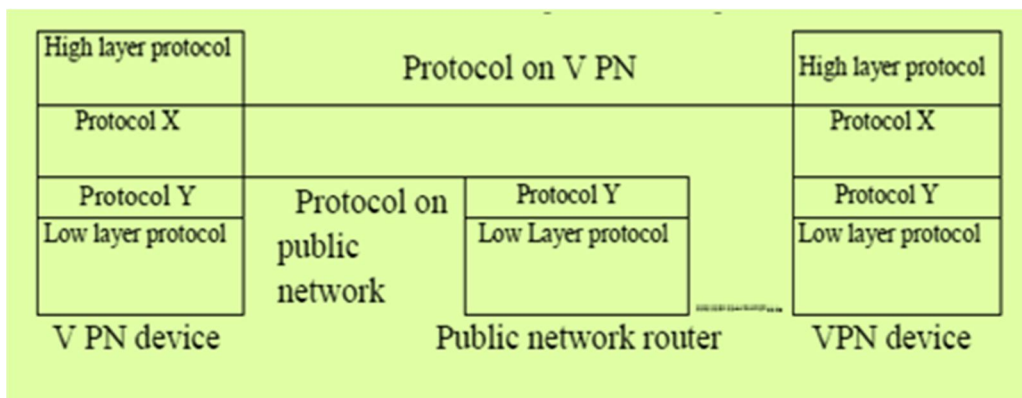 High layer protocol
Protocol on V PN
High layer protocol
Protocol X
Protocol X
Protocol Y
Protocol on
public
network
Protocol Y
Protocol Y
Low layer protocol
Low Layer protocol
Low layer protocol
V PN device
Public network router
VPN device